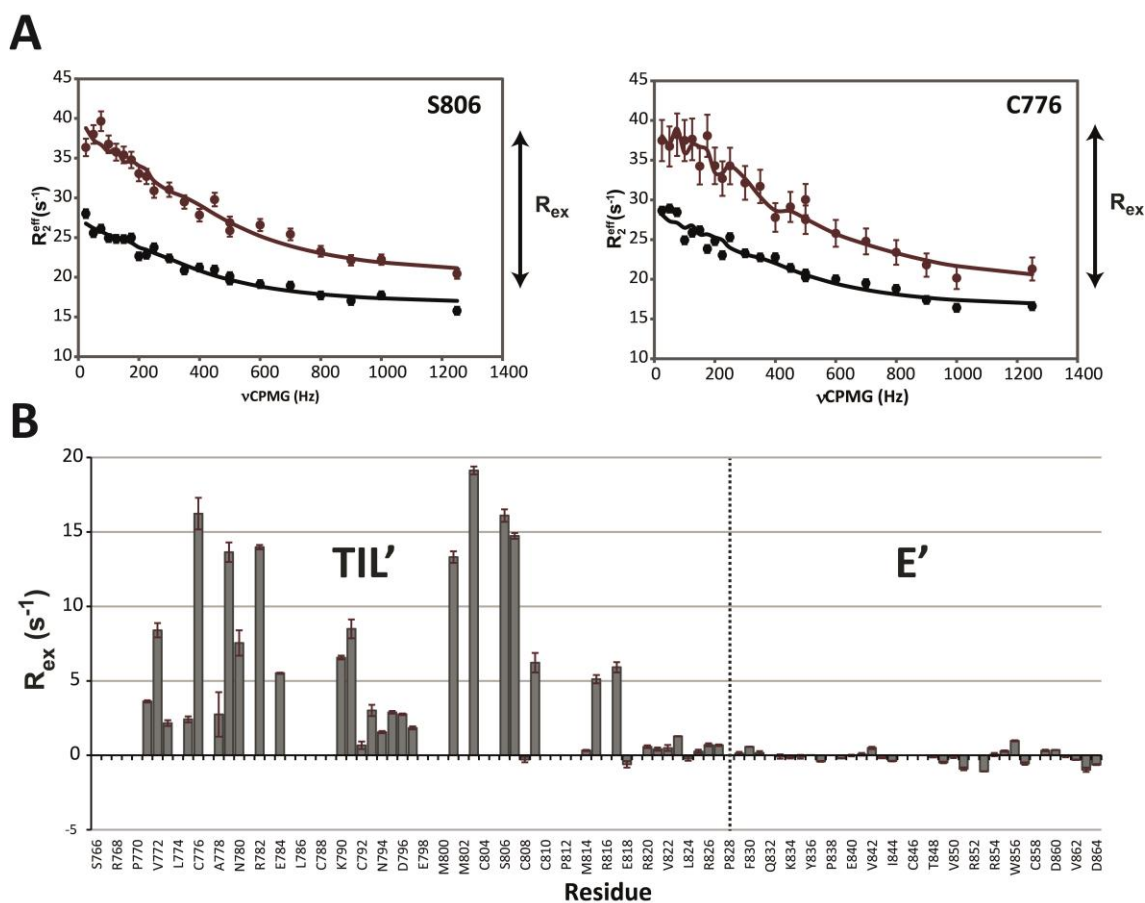 A
S806
C776
45
40
35
30
25
20
15
10
R2eff(s-1)
0 200 400 600 800 1000 1200 1400
νCPMG (Hz)
Rex
45
40
35
30
25
20
15
10
R2eff(s-1)
0 200 400 600 800 1000 1200 1400
νCPMG (Hz)
Rex
B
20
15
10
5
0
-5
Rex (s-1)
TIL’
E’
S766 R768 P770 V772 L774 C776 A778 N780 R782 E784 L786 C788 K790 C792 N794 D796 E798 M800 M802 C804 S806 C808 C810 P812 M814 R816 E818 R820 V822 L824 R826 P828 F830 Q832 K834 Y836 P838 E840 V842 I844 C846 T848 V850 R852 R854 W856 C858 D860 V862 D864
Residue